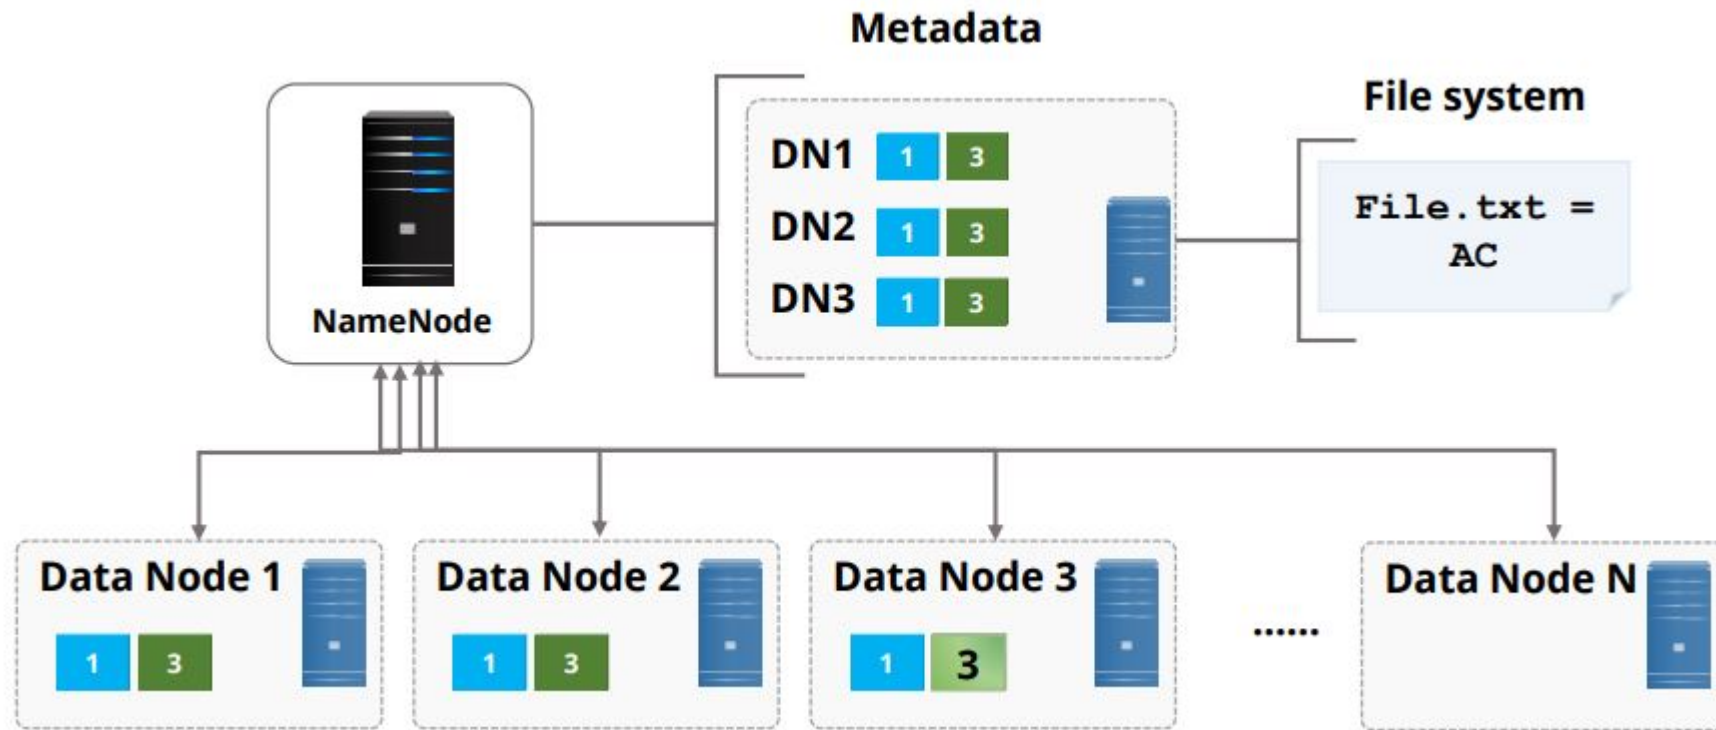 Metadata
File system
NameNode
DN1 1 3
DN2 1 3
DN3 1 3
File.txt =
AC
Data Node 1
1 3
Data Node 2
1 3
Data Node 3
1 3
......
Data Node N